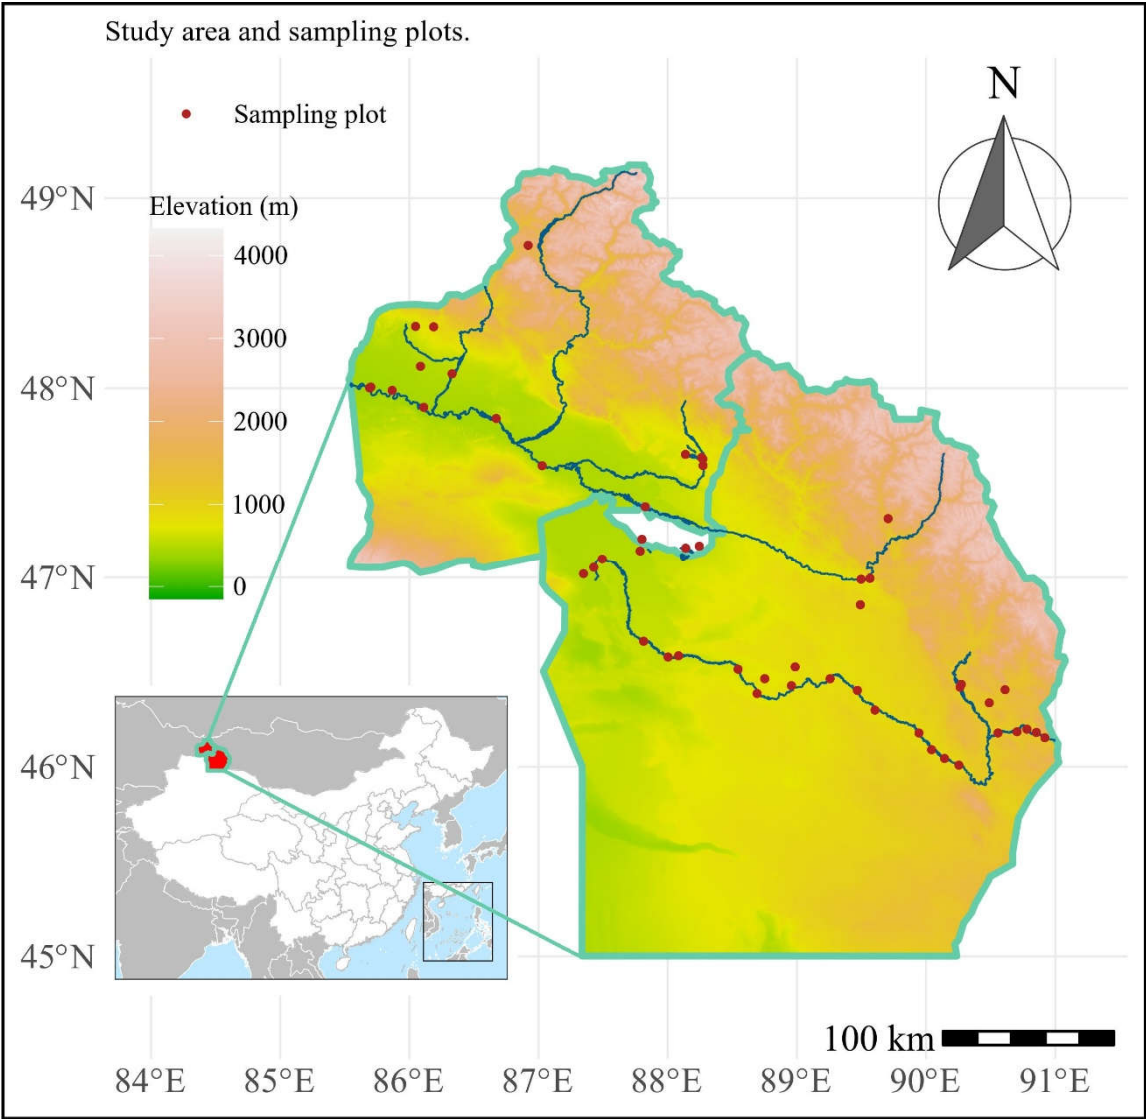 Study area and sampling plots.
Sampling plot
N
49°N
48°N
47°N
46°N
45°N
Elevation (m)
4000
3000
2000
1000
0
100 km
84°E
85°E
86°E
87°E
88°E
89°E
90°E
91°E